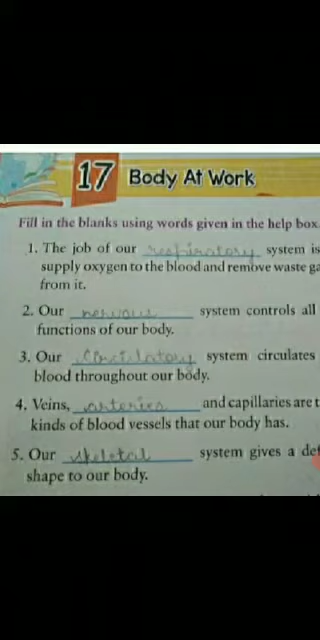 17 Body At Work
Fill in the blanks using words given in the help box.
1. The job of our respiratory system is
supply oxygen to the blood and remove waste ga
from it.
2. Our nervous system controls all
functions of our body.
3. Our circulatory system circulates
blood throughout our body.
4. Veins, arteries and capillaries are t
kinds of blood vessels that our body has.
5. Our skeletal system gives a def
shape to our body.